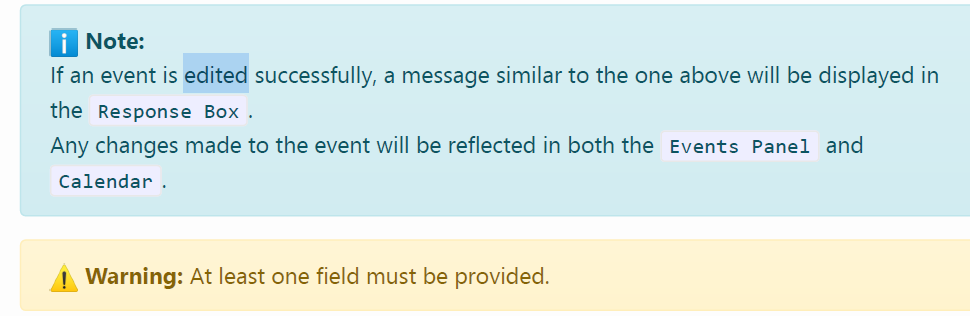 ℹ️ Note:
If an event is edited successfully, a message similar to the one above will be displayed in
the Response Box.
Any changes made to the event will be reflected in both the Events Panel and
Calendar.
⚠️ Warning: At least one field must be provided.